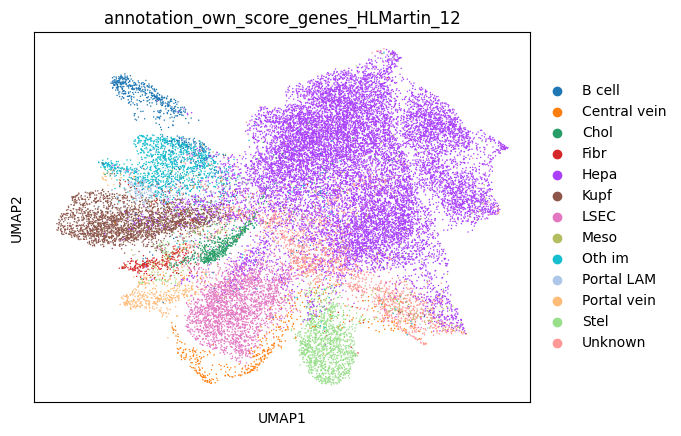 annotation_own_score_genes_HLMartin_12
UMAP2
UMAP1
B cell
Central vein
Chol
Fibr
Hepa
Kupf
LSEC
Meso
Oth im
Portal LAM
Portal vein
Stel
Unknown